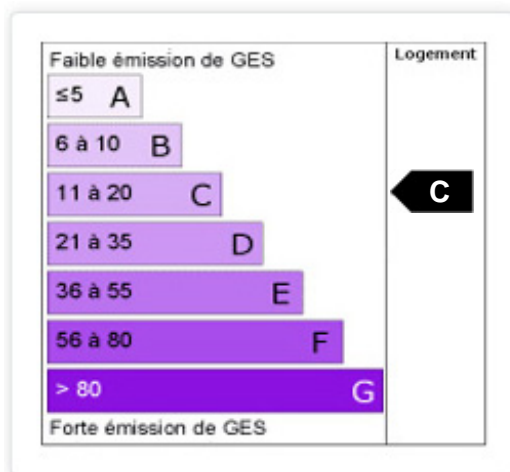 Faible émission de GES
Logement
≤5 A
6 à 10 B
11 à 20 C
C
21 à 35 D
36 à 55 E
56 à 80 F
> 80 G
Forte émission de GES